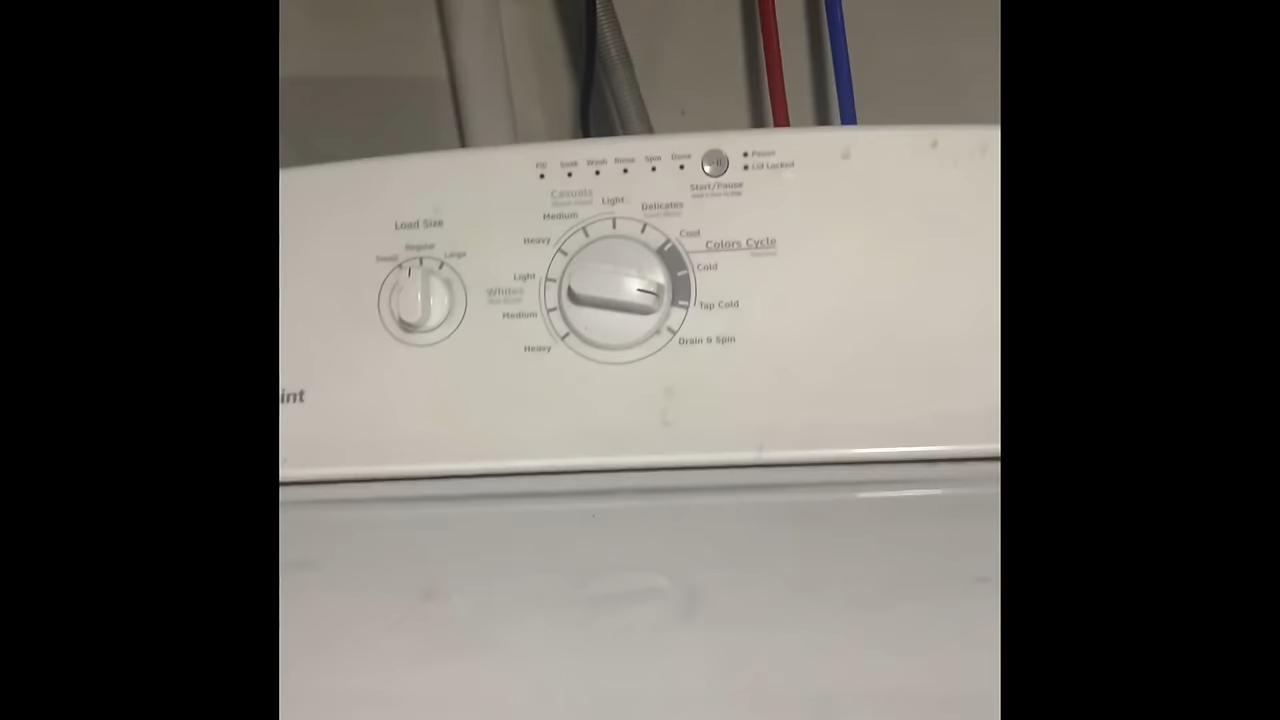 Fill Soak Wash Rinse Spin Done
Pause
Lid Locked
Start/Pause
Casuals
Light
Delicates
Medium
Heavy
Cool
Colors Cycle
Cold
Tap Cold
Drain & Spin
Light
Whites
Medium
Heavy
Load Size
Small
Regular
Large
int